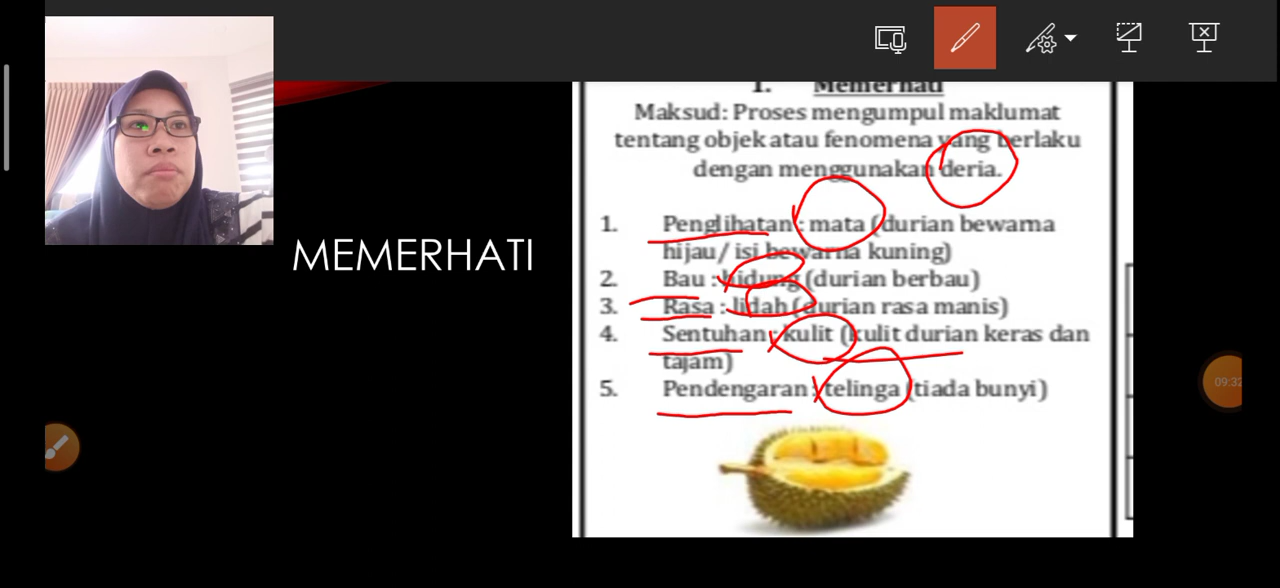 1. Memerhati
Maksud: Proses mengumpul maklumat
tentang objek atau fenomena yang berlaku
dengan menggunakan deria.
1. Penglihatan : mata (durian bewarna
hijau/ isi bewarna kuning)
2. Bau : hidung (durian berbau)
3. Rasa : lidah (durian rasa manis)
4. Sentuhan : kulit (kulit durian keras dan
tajam)
5. Pendengaran : telinga (tiada bunyi)
MEMERHATI
09:32